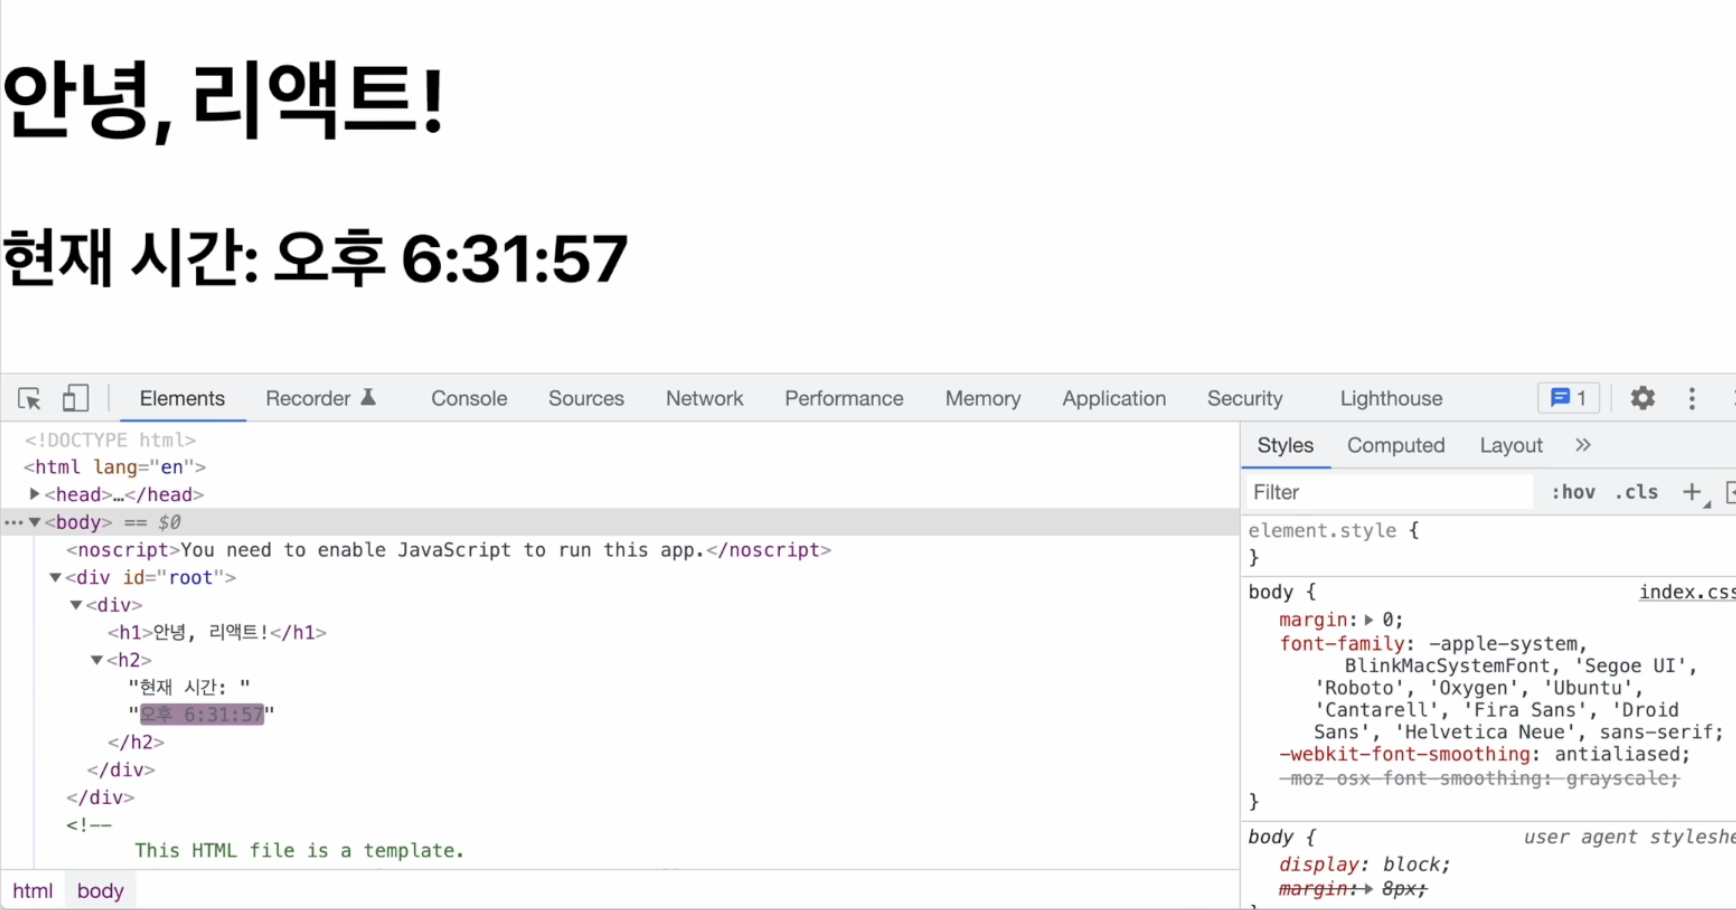 안녕, 리액트!
현재 시간: 오후 6:31:57
Elements Recorder Console Sources Network Performance Memory Application Security Lighthouse 1
<!DOCTYPE html>
<html lang="en">
<head>…</head>
<body> == $0
<noscript>You need to enable JavaScript to run this app.</noscript>
<div id="root">
<div>
<h1>안녕, 리액트!</h1>
<h2>
"현재 시간: "
"오후 6:31:57"
</h2>
</div>
</div>
<!--
This HTML file is a template.
html body
Styles Computed Layout »
Filter :hov .cls +
element.style {
}
body { index.css
margin: 0;
font-family: -apple-system,
BlinkMacSystemFont, 'Segoe UI',
'Roboto', 'Oxygen', 'Ubuntu',
'Cantarell', 'Fira Sans', 'Droid
Sans', 'Helvetica Neue', sans-serif;
-webkit-font-smoothing: antialiased;
-moz-osx-font-smoothing: grayscale;
}
body { user agent styleshe
display: block;
margin: 8px;